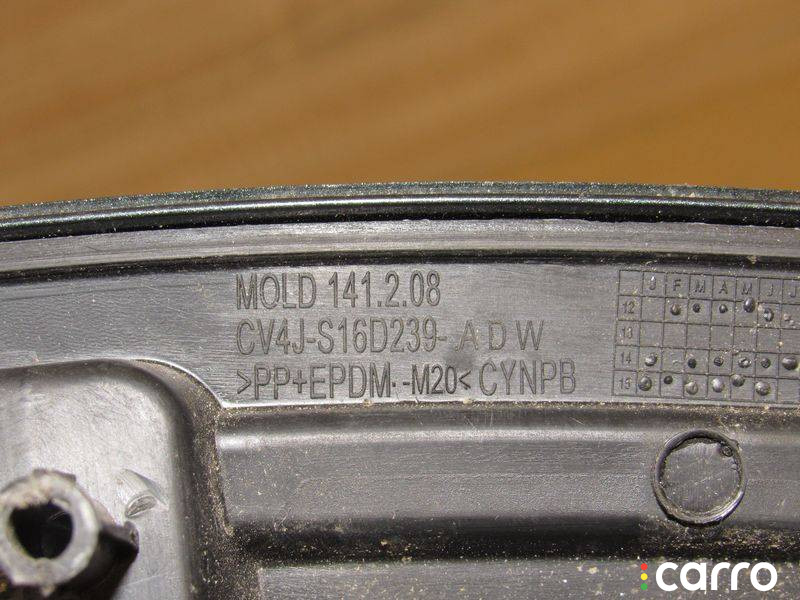 MOLD 141.2.08
CV4J-S16D239-ADW
>PP+EPDM.-M20< CYNPB
J F M A M J J
12
13
14
15
carro